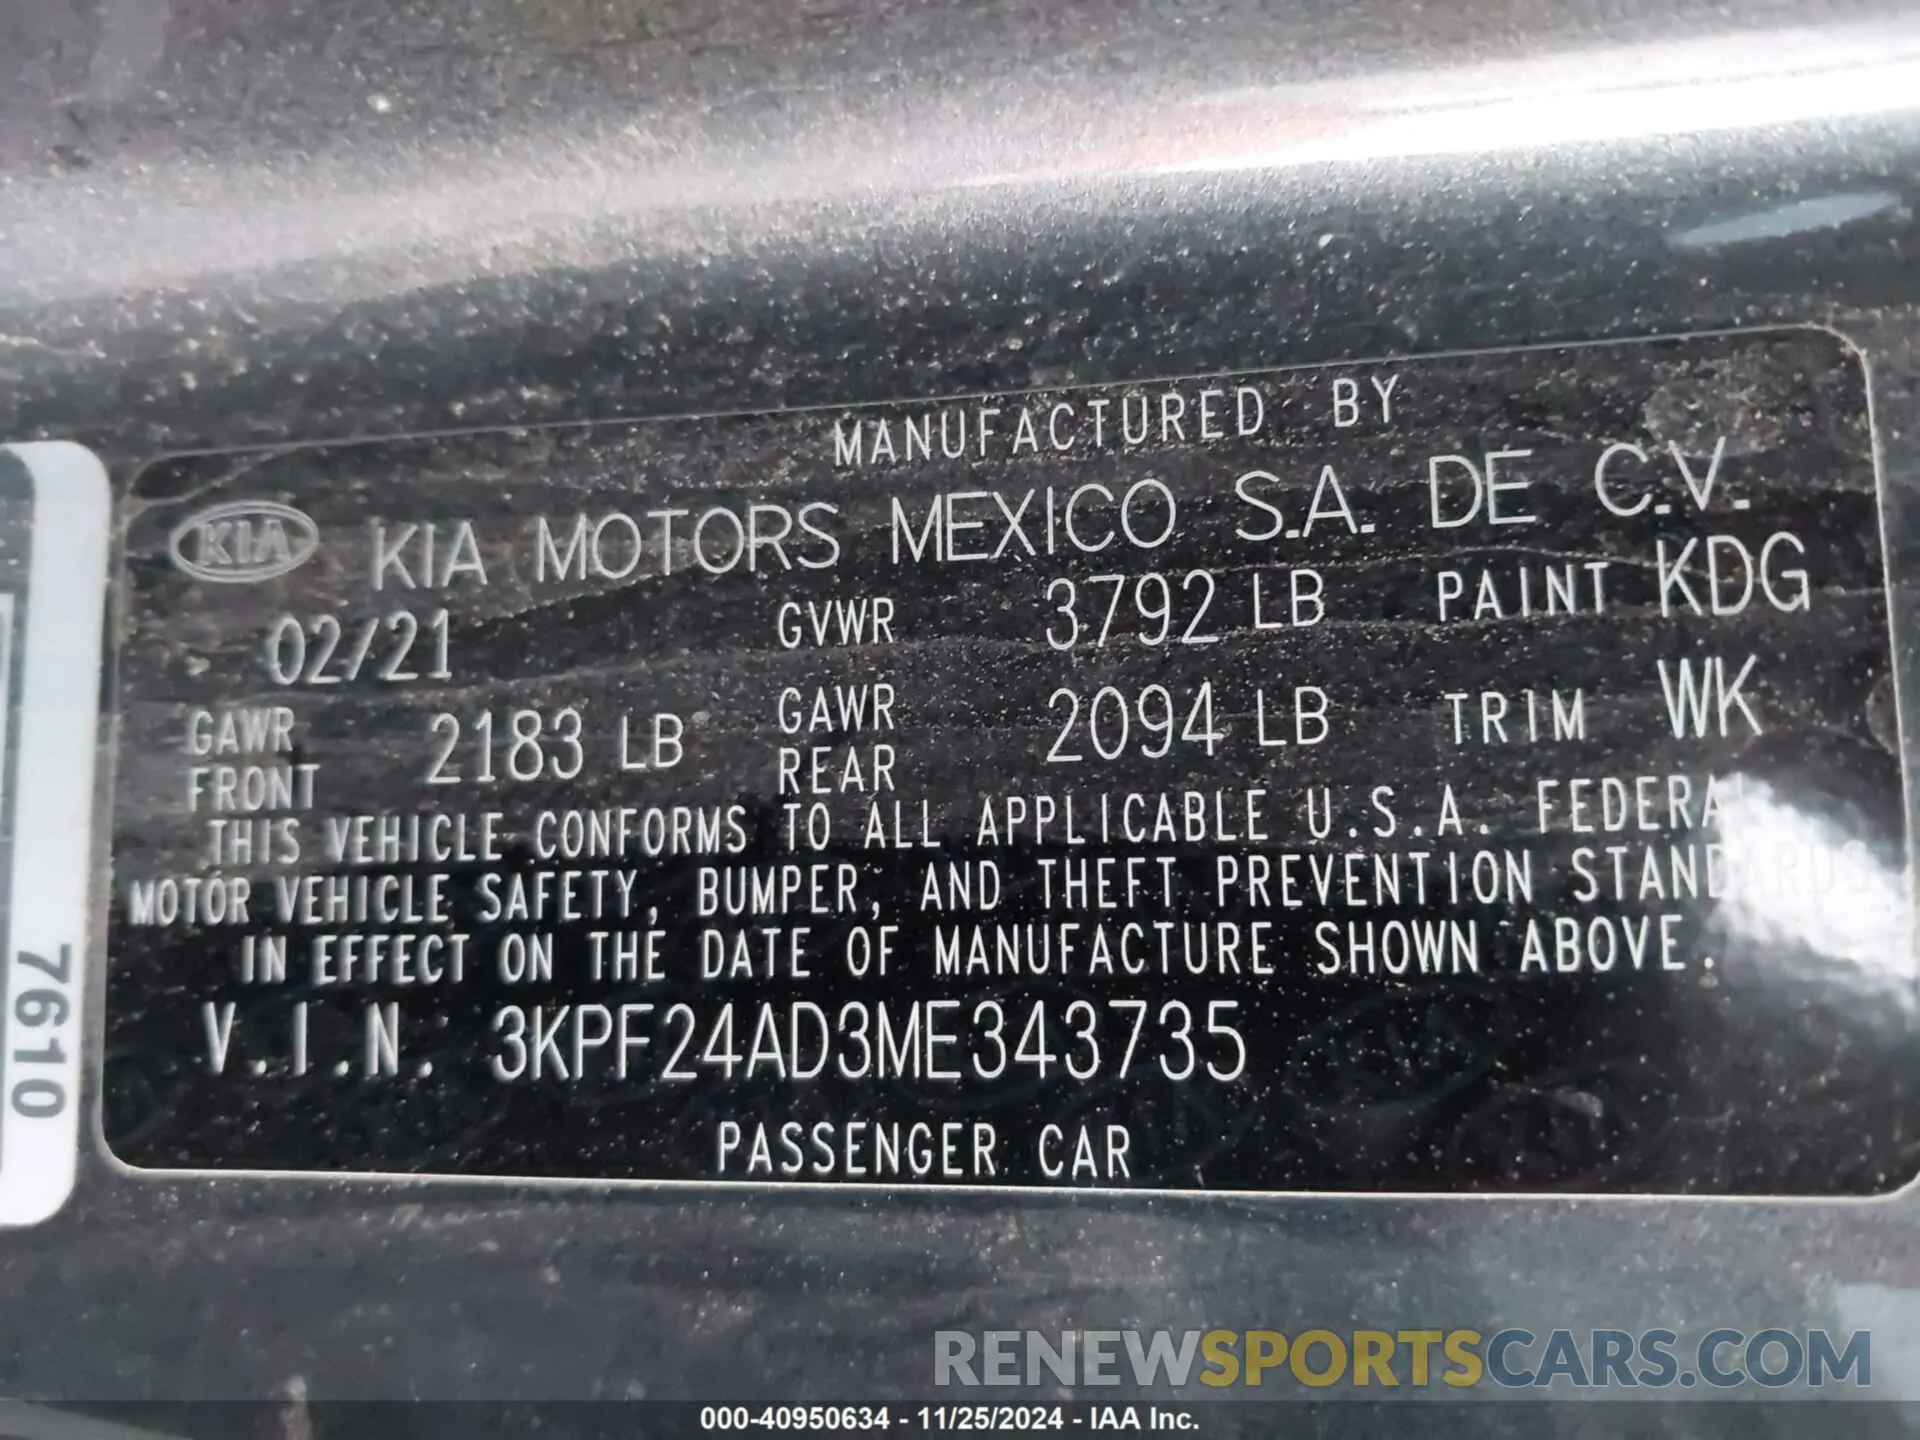 MANUFACTURED BY
KIA KIA MOTORS MEXICO S.A. DE C.V.
02/21 GVWR 3792 LB PAINT KDG
GAWR FRONT 2183 LB GAWR REAR 2094 LB TRIM WK
THIS VEHICLE CONFORMS TO ALL APPLICABLE U.S.A. FEDERAL
MOTOR VEHICLE SAFETY, BUMPER, AND THEFT PREVENTION STANDARDS
IN EFFECT ON THE DATE OF MANUFACTURE SHOWN ABOVE.
V.I.N. : 3KPF24AD3ME343735
PASSENGER CAR
7610
RENEWSPORTSCARS.COM
000-40950634 - 11/25/2024 - IAA Inc.